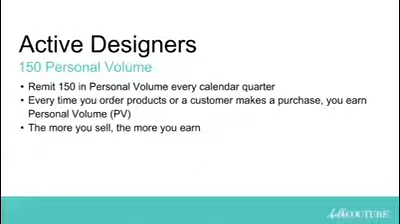 Active Designers
150 Personal Volume
• Remit 150 in Personal Volume every calendar quarter
• Every time you order products or a customer makes a purchase, you earn
Personal Volume (PV)
• The more you sell, the more you earn
COUTURE